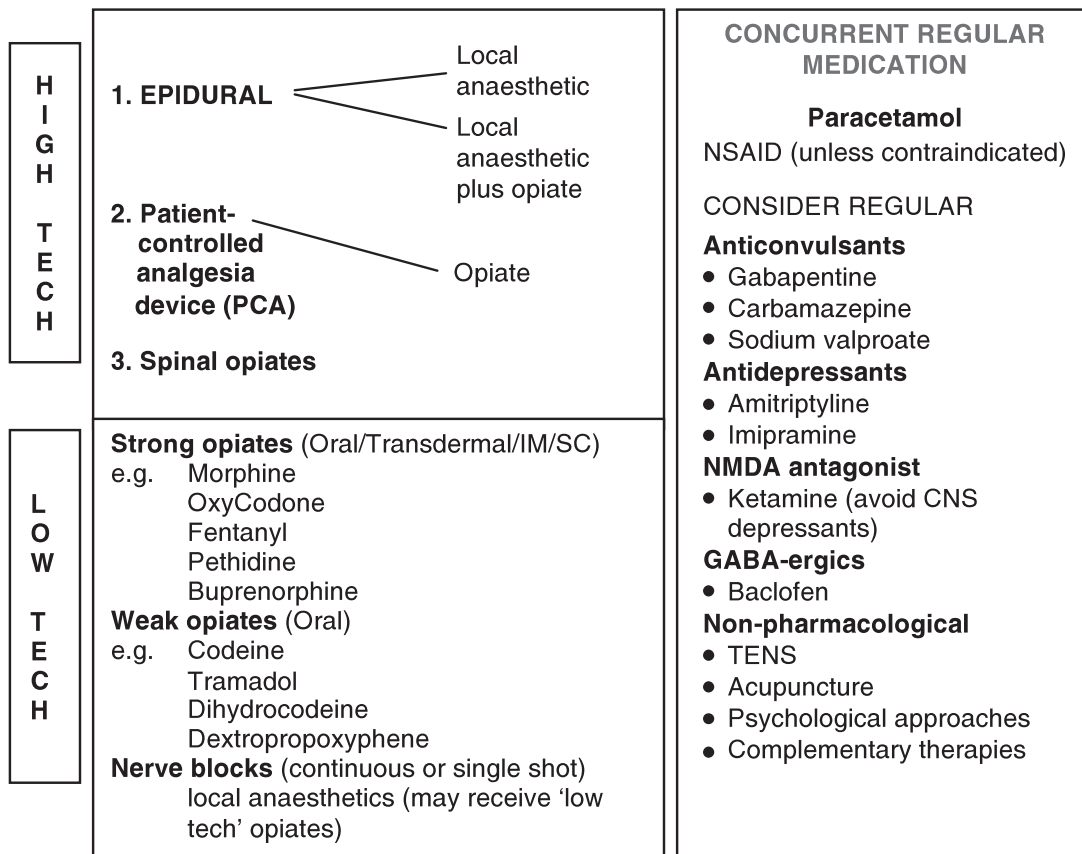 HIGH TECH
1. EPIDURAL
Local
anaesthetic
Local
anaesthetic
plus opiate
2. Patient-
controlled
analgesia
device (PCA)
Opiate
3. Spinal opiates
LOW TECH
Strong opiates (Oral/Transdermal/IM/SC)
e.g. Morphine
OxyCodone
Fentanyl
Pethidine
Buprenorphine
Weak opiates (Oral)
e.g. Codeine
Tramadol
Dihydrocodeine
Dextropropoxyphene
Nerve blocks (continuous or single shot)
local anaesthetics (may receive ‘low
tech’ opiates)
CONCURRENT REGULAR
MEDICATION
Paracetamol
NSAID (unless contraindicated)
CONSIDER REGULAR
Anticonvulsants
• Gabapentine
• Carbamazepine
• Sodium valproate
Antidepressants
• Amitriptyline
• Imipramine
NMDA antagonist
• Ketamine (avoid CNS
depressants)
GABA-ergics
• Baclofen
Non-pharmacological
• TENS
• Acupuncture
• Psychological approaches
• Complementary therapies